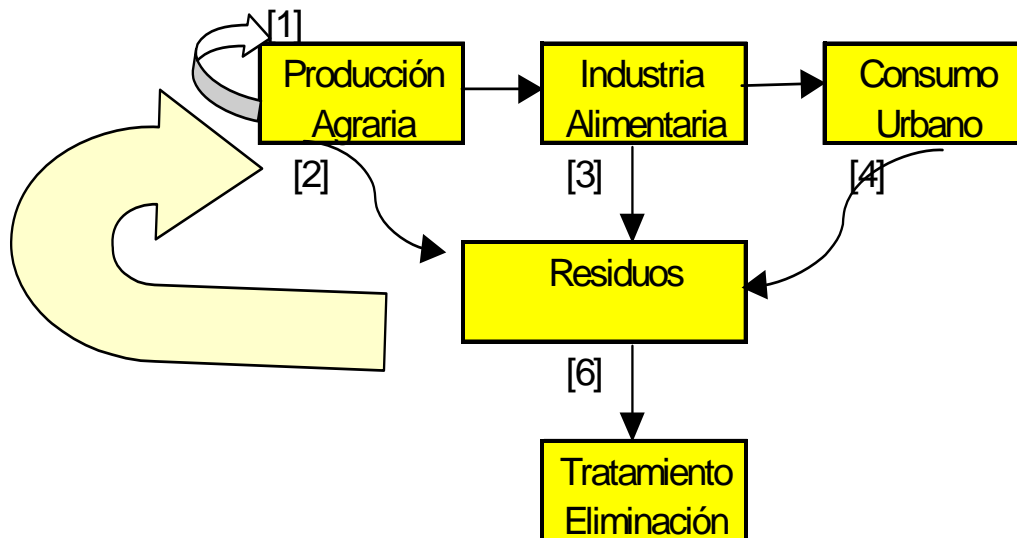 [1]
Producción
Agraria
Industria
Alimentaria
Consumo
Urbano
[2]
[3]
[4]
Residuos
[6]
Tratamiento
Eliminación